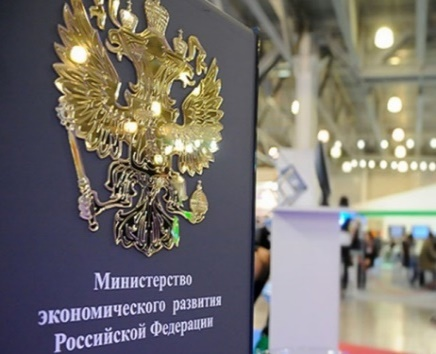 Министерство
экономического развития
Российской Федерации